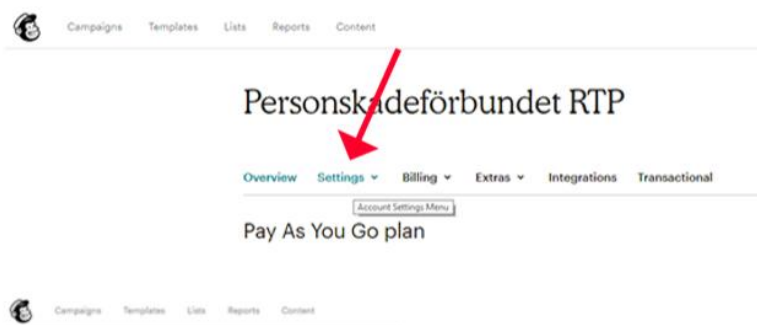 Campaigns Templates Lists Reports Content
Personskadeförbundet RTP
Overview Settings Billing Extras Integrations Transactional
Account Settings Menu
Pay As You Go plan
Campaigns Templates Lists Reports Content